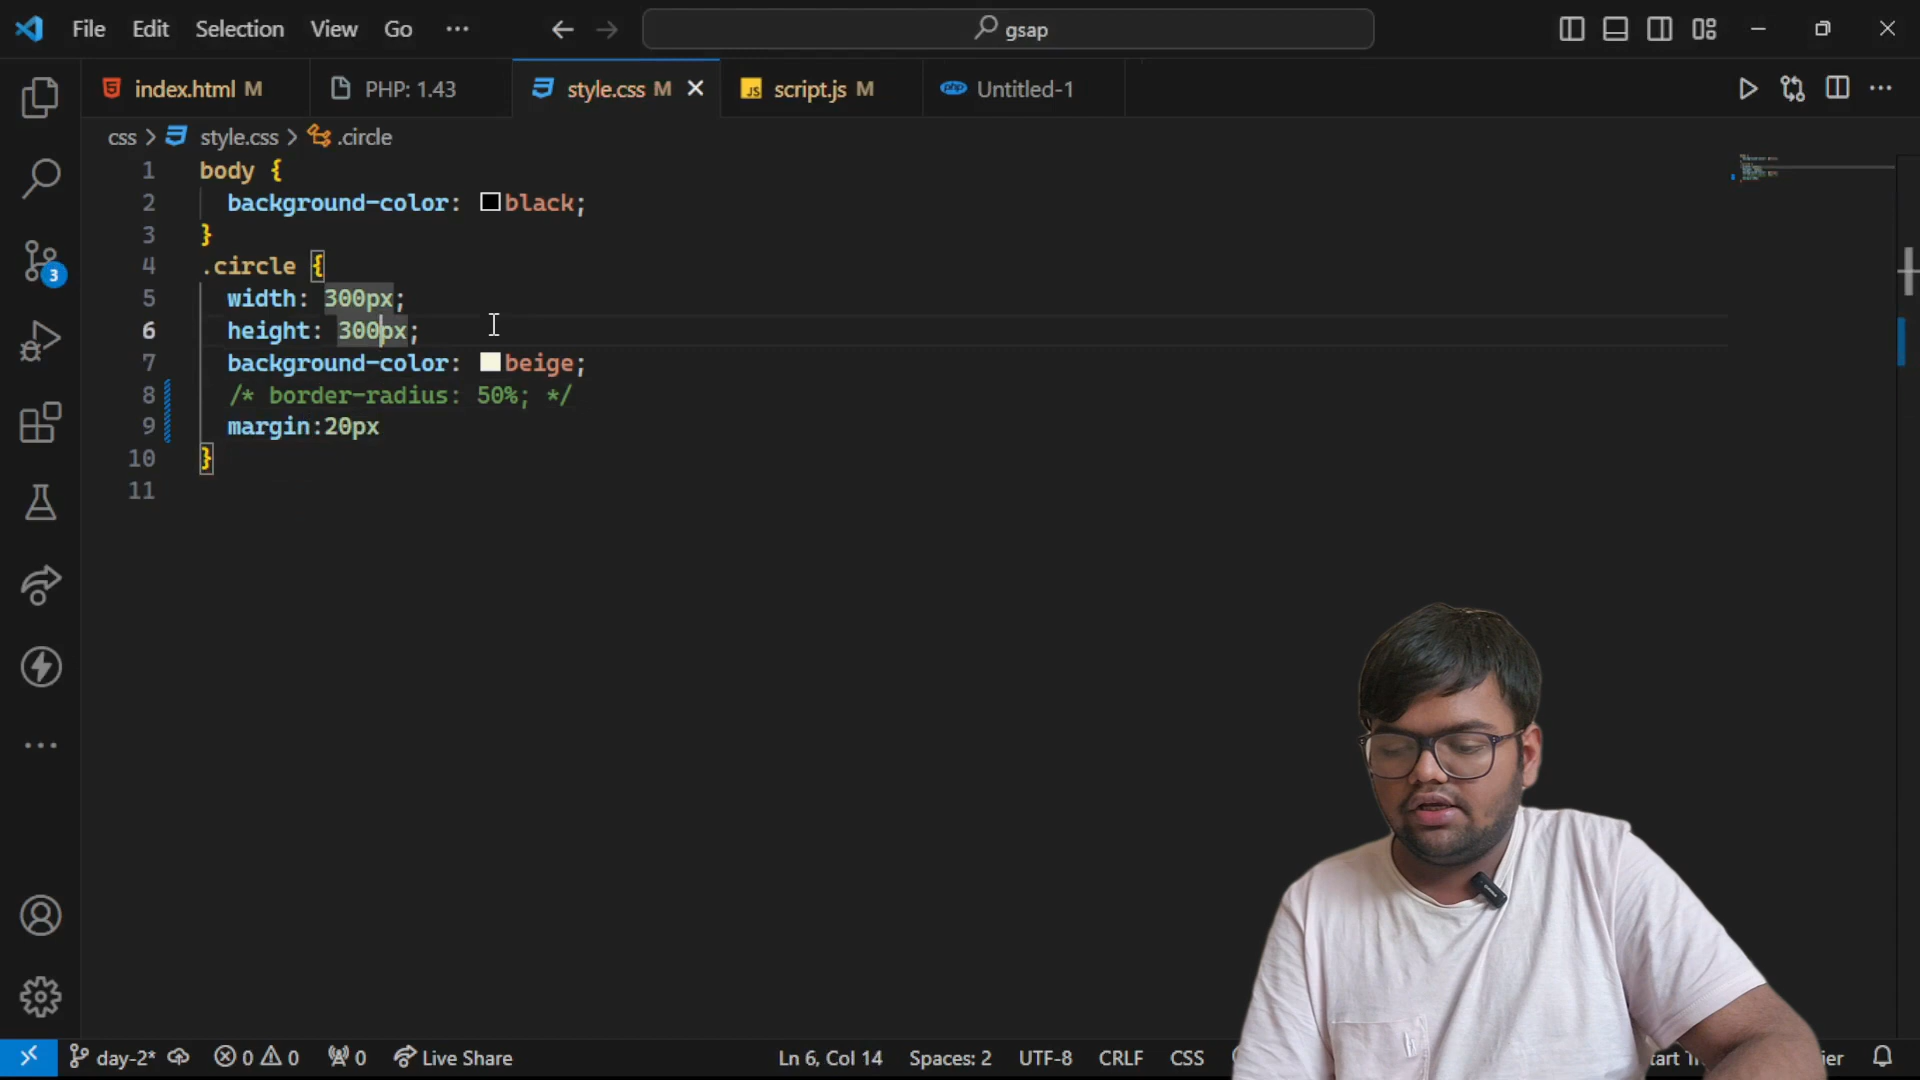 File Edit Selection View Go ... gsap
index.html M PHP: 1.43 style.css M JS script.js M php Untitled-1
css > style.css > .circle
1 body {
2 background-color: black;
3 }
4 .circle {
5 width: 300px;
6 height: 300px;
7 background-color: beige;
8 /* border-radius: 50%; */
9 margin:20px
10 }
11
3
day-2* 0 0 0 Live Share Ln 6, Col 14 Spaces: 2 UTF-8 CRLF CSS